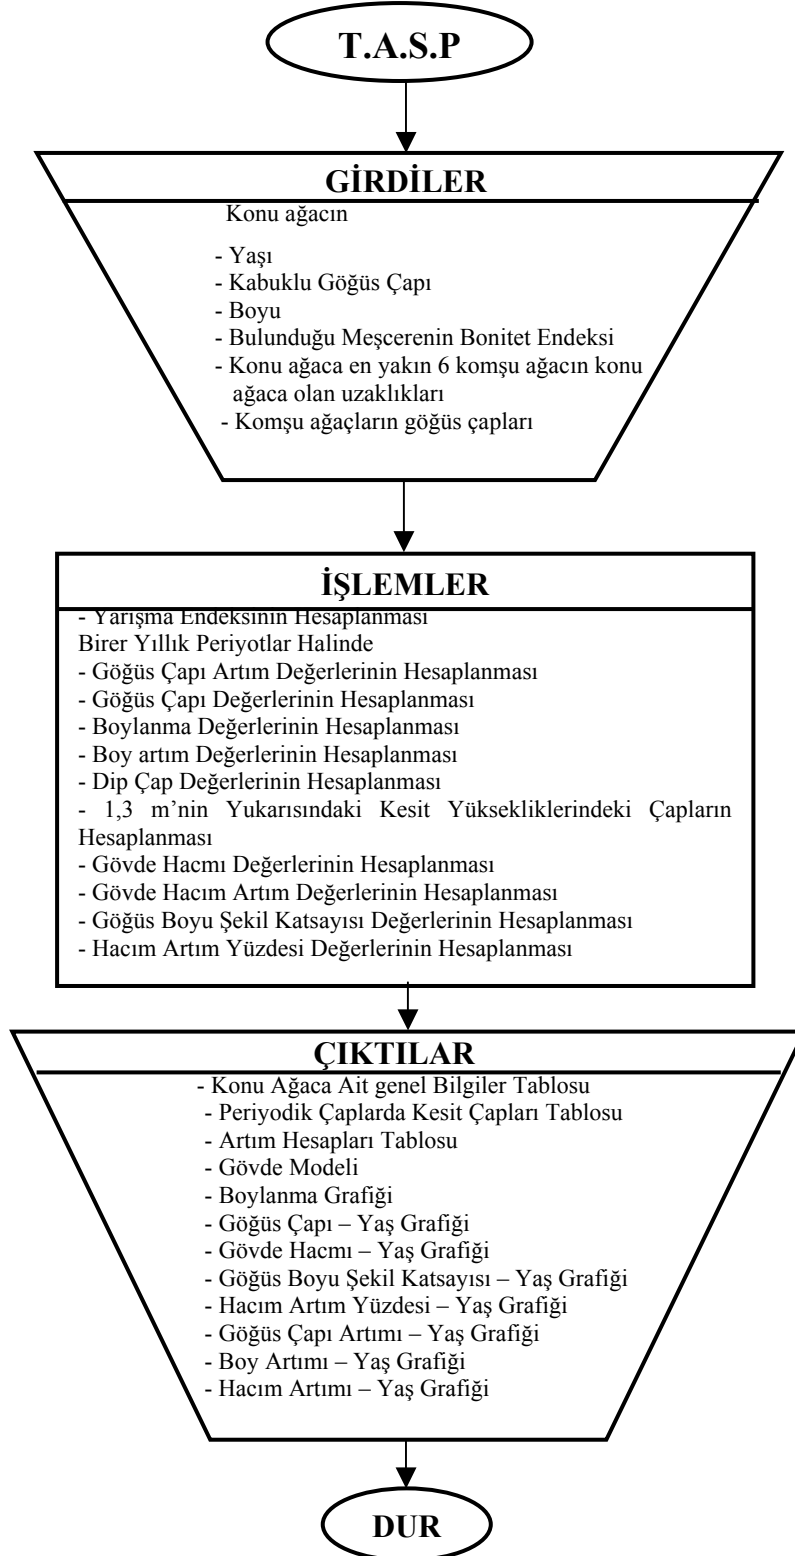 T.A.S.P
GİRDİLER
Konu ağacın
- Yaşı
- Kabuklu Göğüs Çapı
- Boyu
- Bulunduğu Meşcerenin Bonitet Endeksi
- Konu ağaca en yakın 6 komşu ağacın konu
ağaca olan uzaklıkları
- Komşu ağaçların göğüs çapları
İŞLEMLER
- Yarışma Endeksinin Hesaplanması
Birer Yıllık Periyotlar Halinde
- Göğüs Çapı Artım Değerlerinin Hesaplanması
- Göğüs Çapı Değerlerinin Hesaplanması
- Boylanma Değerlerinin Hesaplanması
- Boy artım Değerlerinin Hesaplanması
- Dip Çap Değerlerinin Hesaplanması
- 1,3 m’nin Yukarısındaki Kesit Yüksekliklerindeki Çapların
Hesaplanması
- Gövde Hacmı Değerlerinin Hesaplanması
- Gövde Hacım Artım Değerlerinin Hesaplanması
- Göğüs Boyu Şekil Katsayısı Değerlerinin Hesaplanması
- Hacım Artım Yüzdesi Değerlerinin Hesaplanması
ÇIKTILAR
- Konu Ağaca Ait genel Bilgiler Tablosu
- Periyodik Çaplarda Kesit Çapları Tablosu
- Artım Hesapları Tablosu
- Gövde Modeli
- Boylanma Grafiği
- Göğüs Çapı – Yaş Grafiği
- Gövde Hacmı – Yaş Grafiği
- Göğüs Boyu Şekil Katsayısı – Yaş Grafiği
- Hacım Artım Yüzdesi – Yaş Grafiği
- Göğüs Çapı Artımı – Yaş Grafiği
- Boy Artımı – Yaş Grafiği
- Hacım Artımı – Yaş Grafiği
DUR